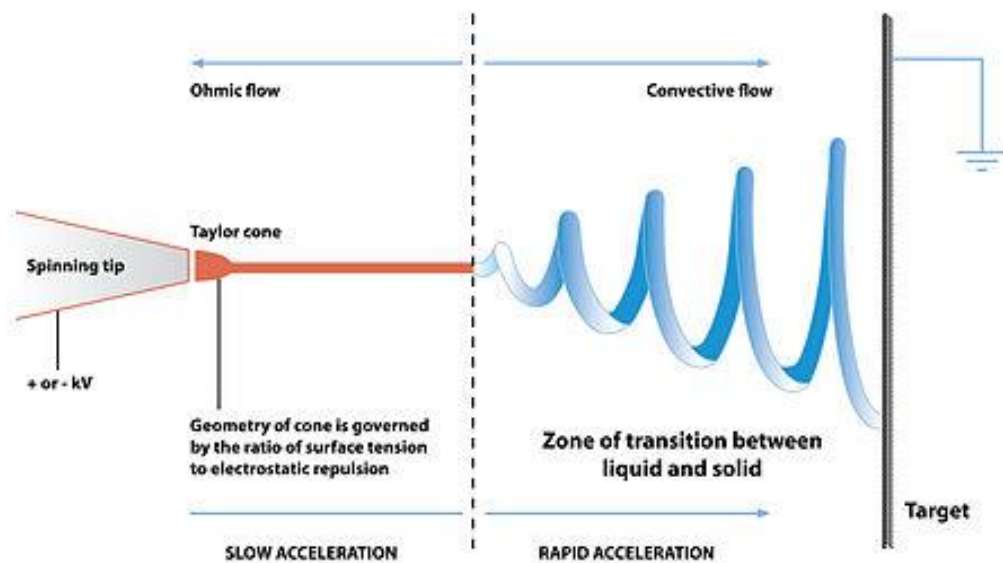 Ohmic flow
Convective flow
Taylor cone
Spinning tip
+ or - kV
Geometry of cone is governed
by the ratio of surface tension
to electrostatic repulsion
Zone of transition between
liquid and solid
Target
SLOW ACCELERATION
RAPID ACCELERATION